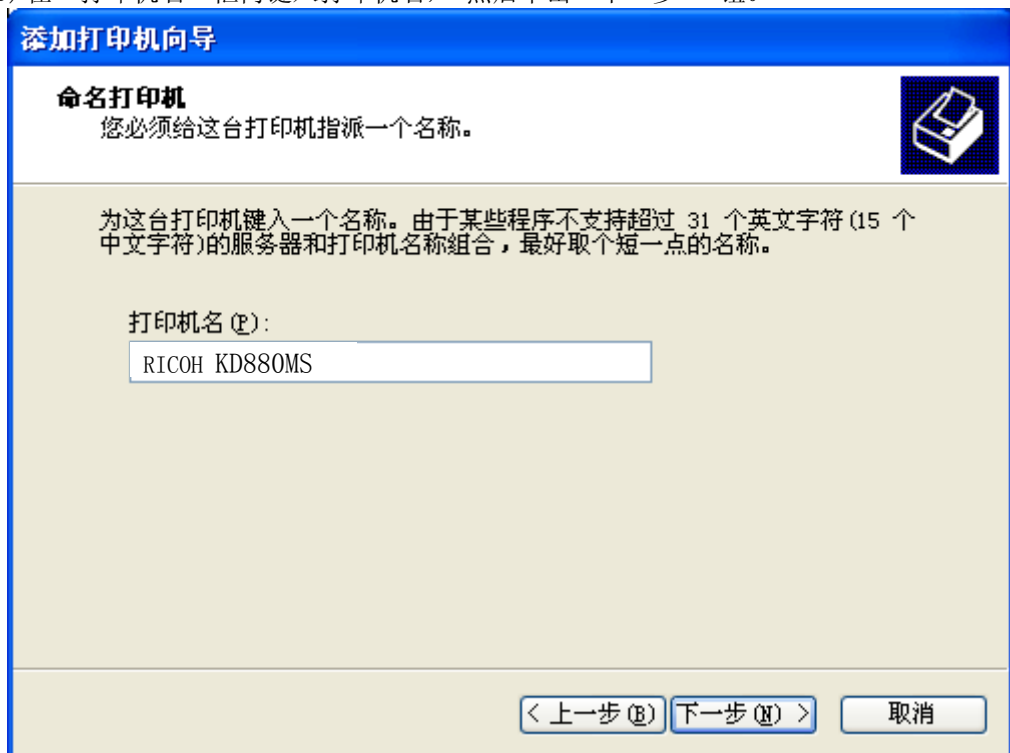 添加打印机向导
命名打印机
您必须给这台打印机指派一个名称。
为这台打印机键入一个名称。由于某些程序不支持超过 31 个英文字符(15 个
中文字符)的服务器和打印机名称组合，最好取个短一点的名称。
打印机名(P):
RICOH KD880MS
< 上一步(B) 下一步(N) > 取消